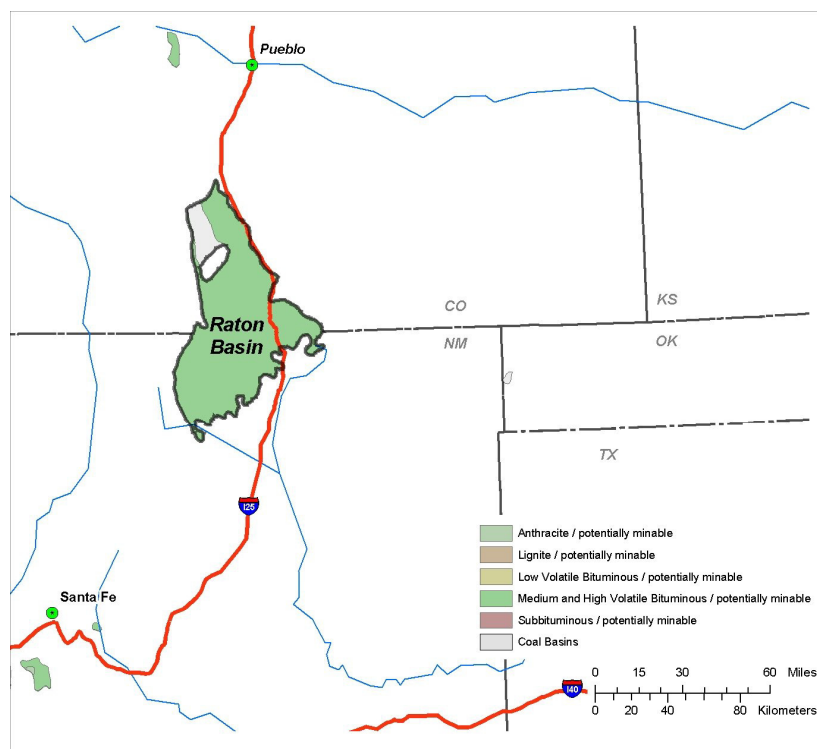 Pueblo
CO
KS
Raton
Basin
NM
OK
TX
I25
Anthracite / potentially minable
Lignite / potentially minable
Low Volatile Bituminous / potentially minable
Medium and High Volatile Bituminous / potentially minable
Subbituminous / potentially minable
Coal Basins
Santa Fe
I40
0 15 30 60 Miles
0 20 40 80 Kilometers